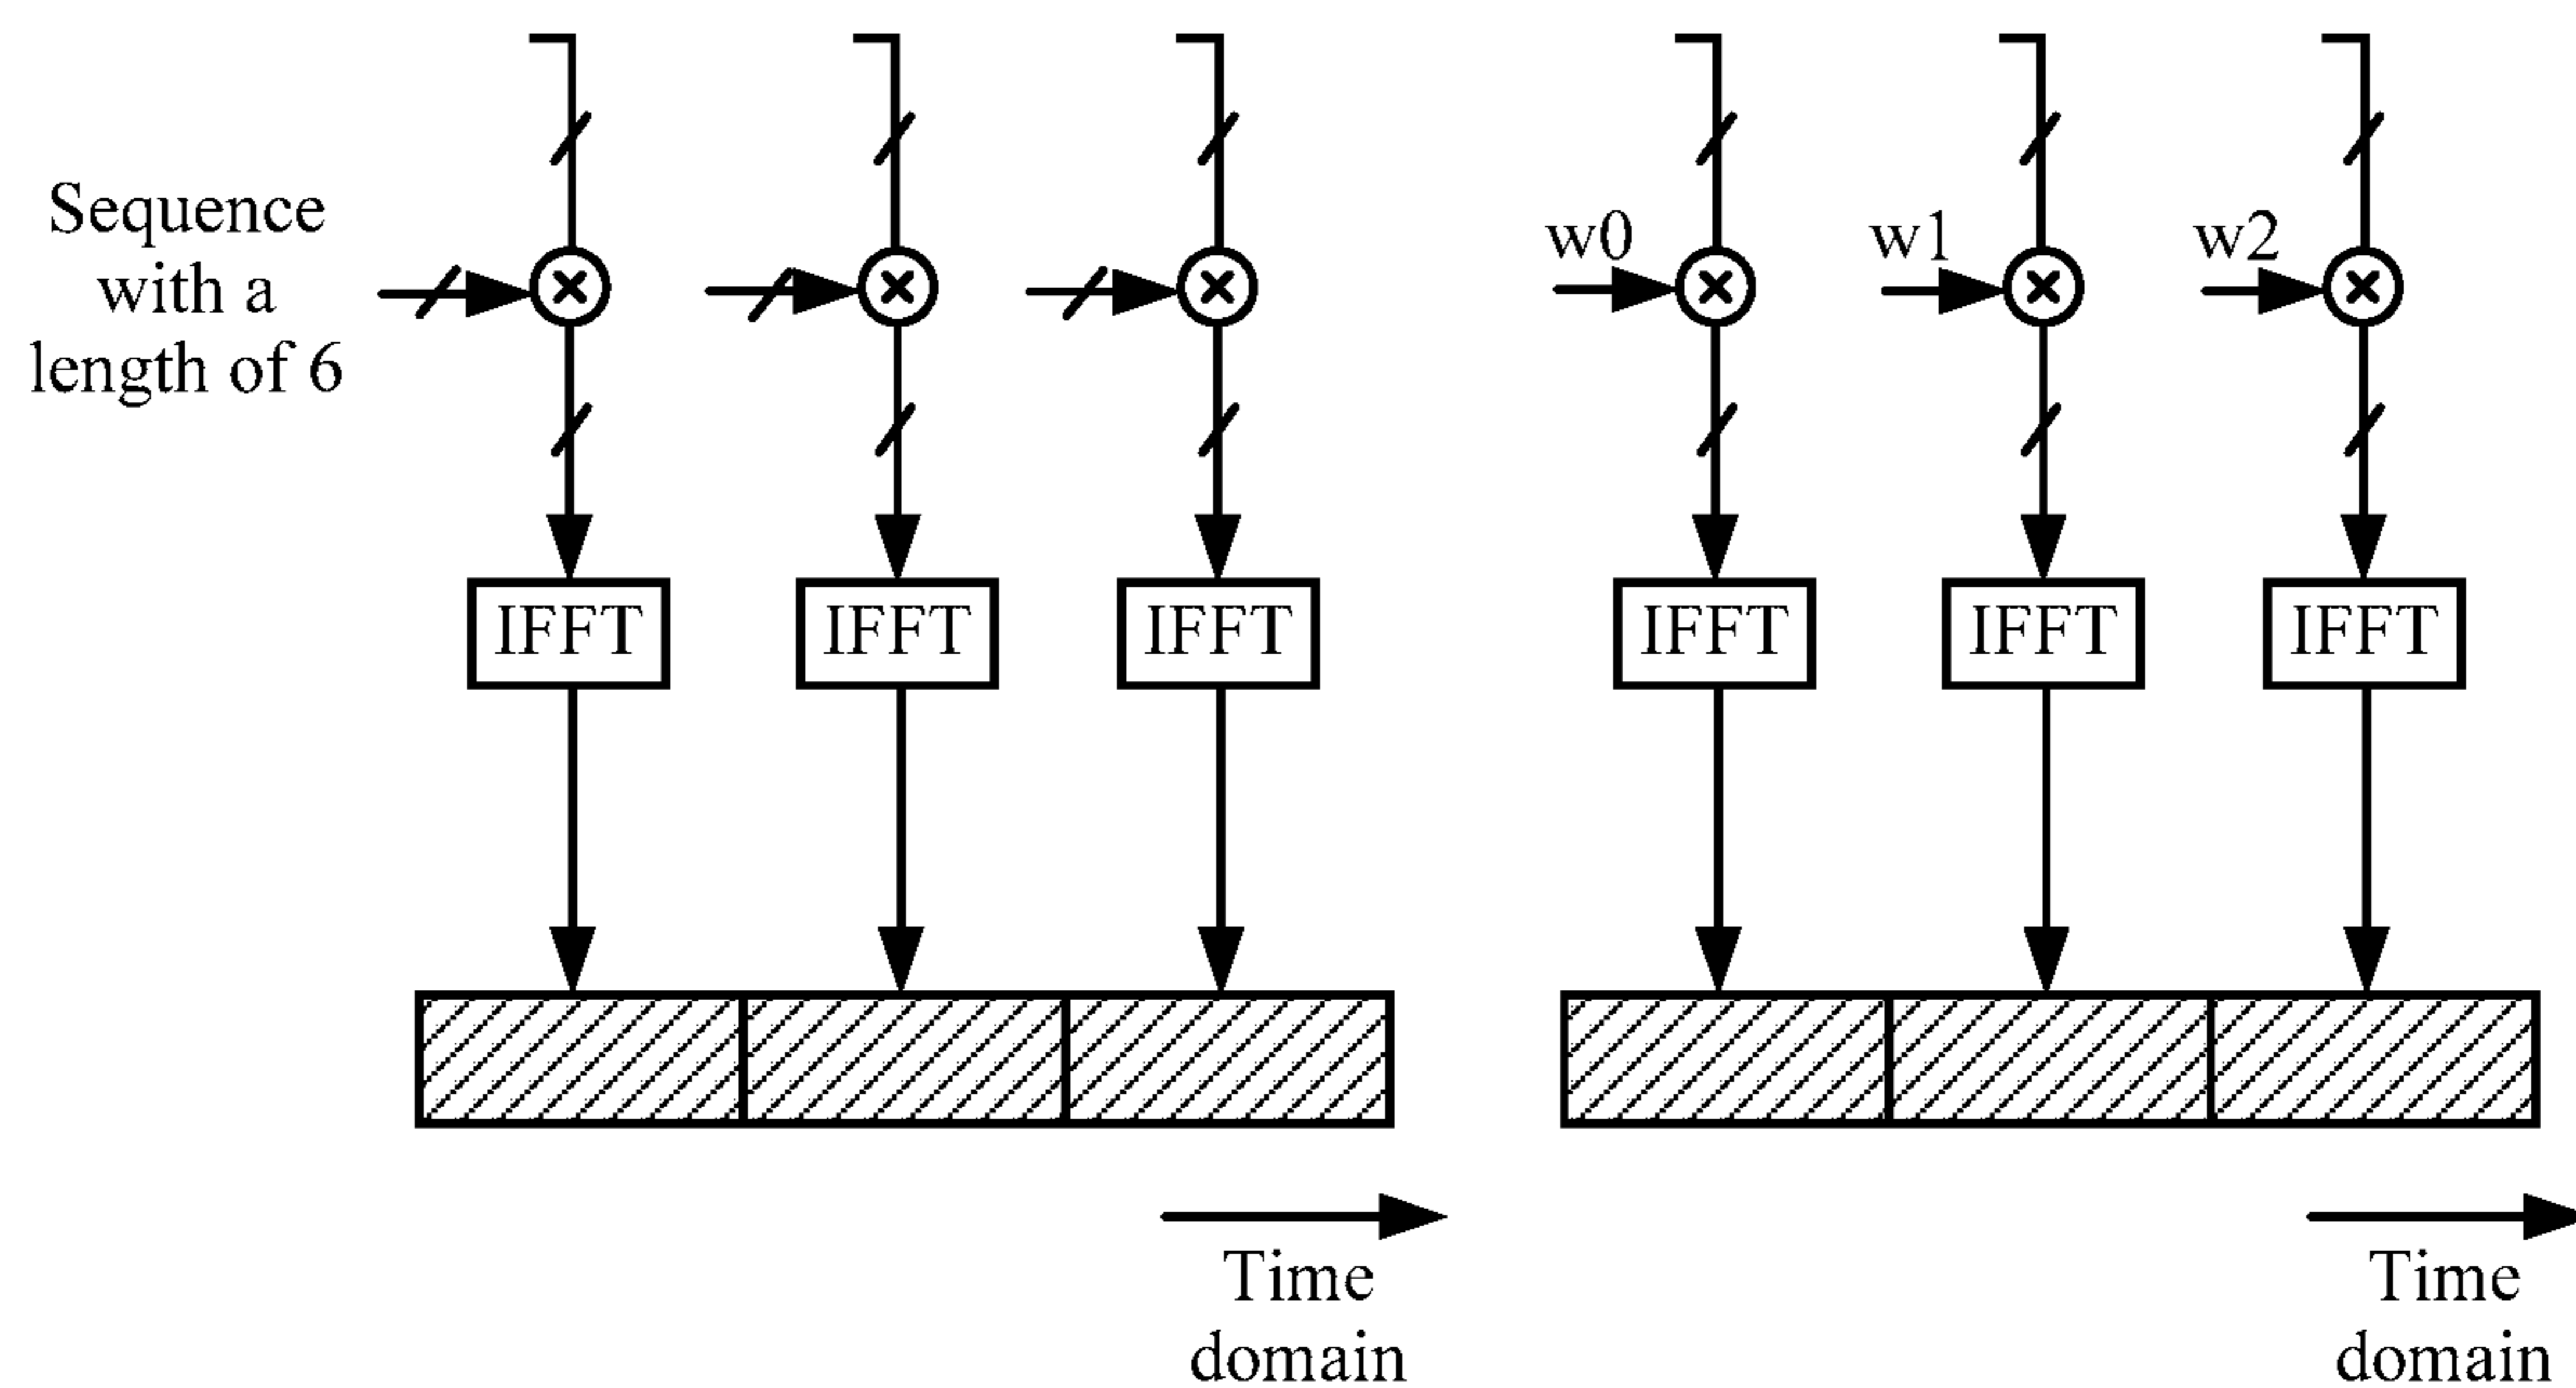 Sequence
with a
length of 6
w0
w1
w2
IFFT
IFFT
IFFT
IFFT
IFFT
IFFT
Time
domain
Time
domain